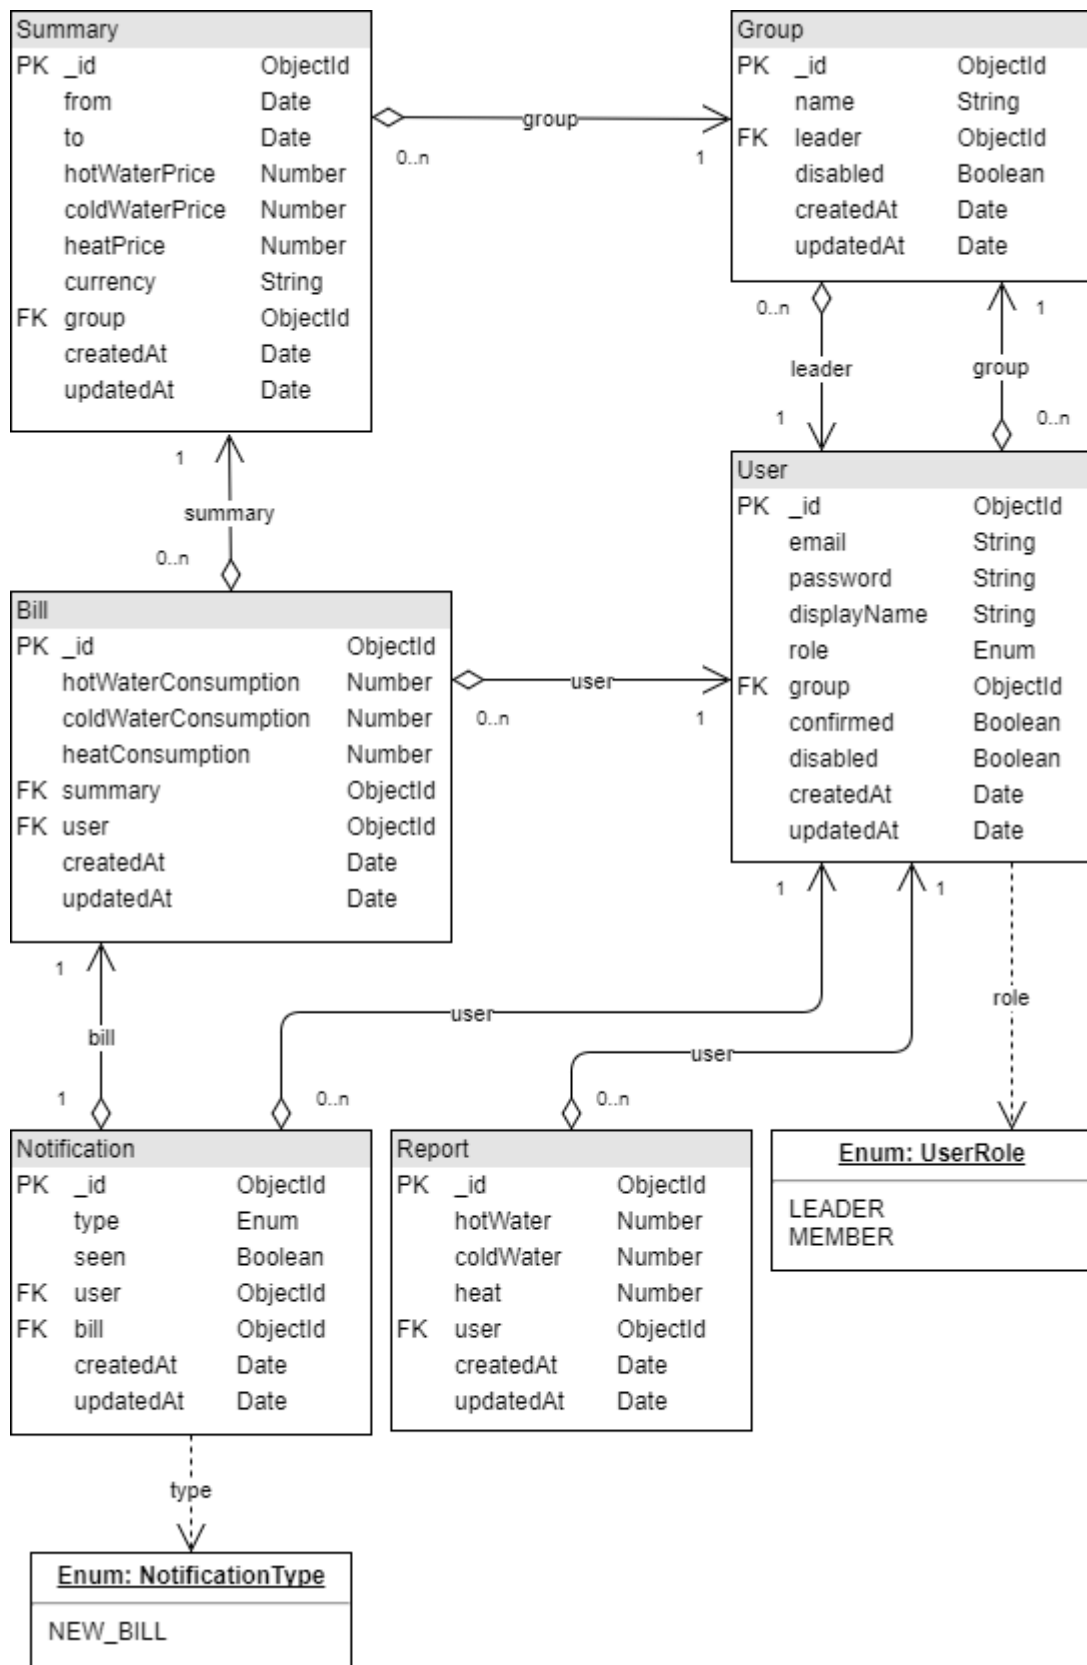 Summary
PK _id ObjectId
from Date
to Date
hotWaterPrice Number
coldWaterPrice Number
heatPrice Number
currency String
FK group ObjectId
createdAt Date
updatedAt Date
group
0..n
1
Group
PK _id ObjectId
name String
FK leader ObjectId
disabled Boolean
createdAt Date
updatedAt Date
0..n
1
leader
group
1
0..n
1
summary
0..n
User
PK _id ObjectId
email String
password String
displayName String
role Enum
FK group ObjectId
confirmed Boolean
disabled Boolean
createdAt Date
updatedAt Date
Bill
PK _id ObjectId
hotWaterConsumption Number
coldWaterConsumption Number
heatConsumption Number
FK summary ObjectId
FK user ObjectId
createdAt Date
updatedAt Date
user
0..n
1
1
1
1
bill
1
user
0..n
user
0..n
role
Notification
PK _id ObjectId
type Enum
seen Boolean
FK user ObjectId
FK bill ObjectId
createdAt Date
updatedAt Date
Report
PK _id ObjectId
hotWater Number
coldWater Number
heat Number
FK user ObjectId
createdAt Date
updatedAt Date
Enum: UserRole
LEADER
MEMBER
type
Enum: NotificationType
NEW_BILL